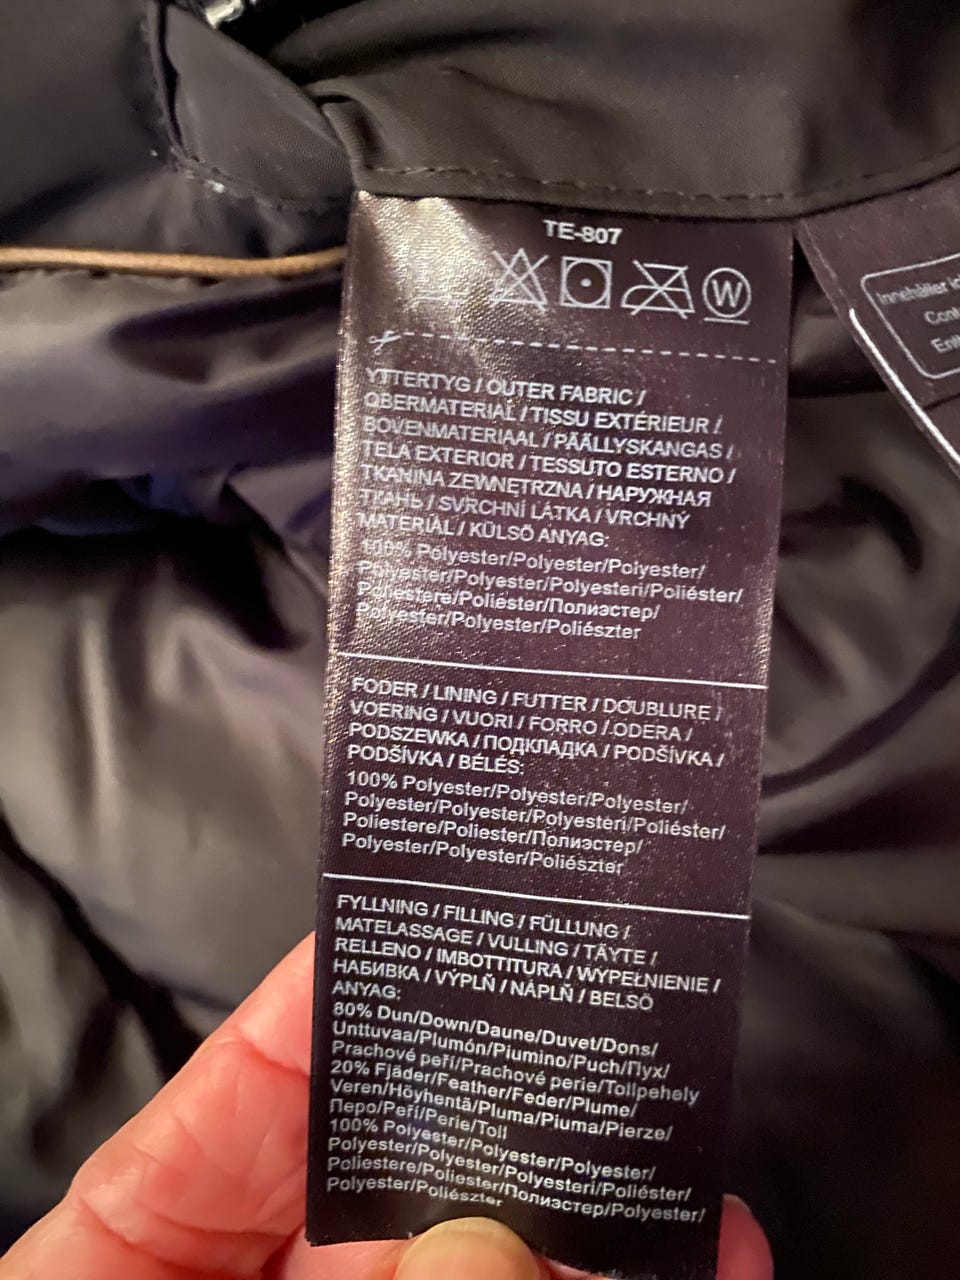 TE-807
W
YTTERTYG / OUTER FABRIC /
OBERMATERIAL / TISSU EXTÉRIEUR /
BOVENMATERIAAL / PÄÄLLYSKANGAS /
TELA EXTERIOR / TESSUTO ESTERNO /
TKANINA ZEWNĘTRZNA / НАРУЖНАЯ
ТКАНЬ / SVRCHNÍ LÁTKA / VRCHNÝ
MATERIÁL / KÜLSŐ ANYAG:
100% Polyester/Polyester/Polyester/
Polyester/Polyester/Polyesteri/Poliéster/
Poliestere/Poliéster/Полиэстер/
Polyester/Polyester/Poliészter
FODER / LINING / FUTTER / DOUBLURE /
VOERING / VUORI / FORRO / ODERA /
PODSZEWKA / ПОДКЛАДКА / PODŠÍVKA /
PODŠÍVKA / BÉLÉS:
100% Polyester/Polyester/Polyester/
Polyester/Polyester/Polyesteri/Poliéster/
Poliestere/Poliester/Полиэстер/
Polyester/Polyester/Poliészter
FYLLNING / FILLING / FÜLLUNG /
MATELASSAGE / VULLING / TÄYTE /
RELLENO / IMBOTTITURA / WYPEŁNIENIE /
НАБИВКА / VÝPLŇ / NÁPLŇ / BELSŐ
ANYAG:
80% Dun/Down/Daune/Duvet/Dons/
Unttuvaa/Plumón/Piumino/Puch/Пух/
Prachové peří/Prachové perie/Tollpehely
20% Fjäder/Feather/Feder/Plume/
Veren/Höyhentä/Pluma/Piuma/Pierze/
Перо/Peří/Perie/Toll
100% Polyester/Polyester/Polyester/
Polyester/Polyester/Polyesteri/Poliéster/
Poliestere/Poliester/Полиэстер/Polyester/
Polyester/Poliészter
Innehåller